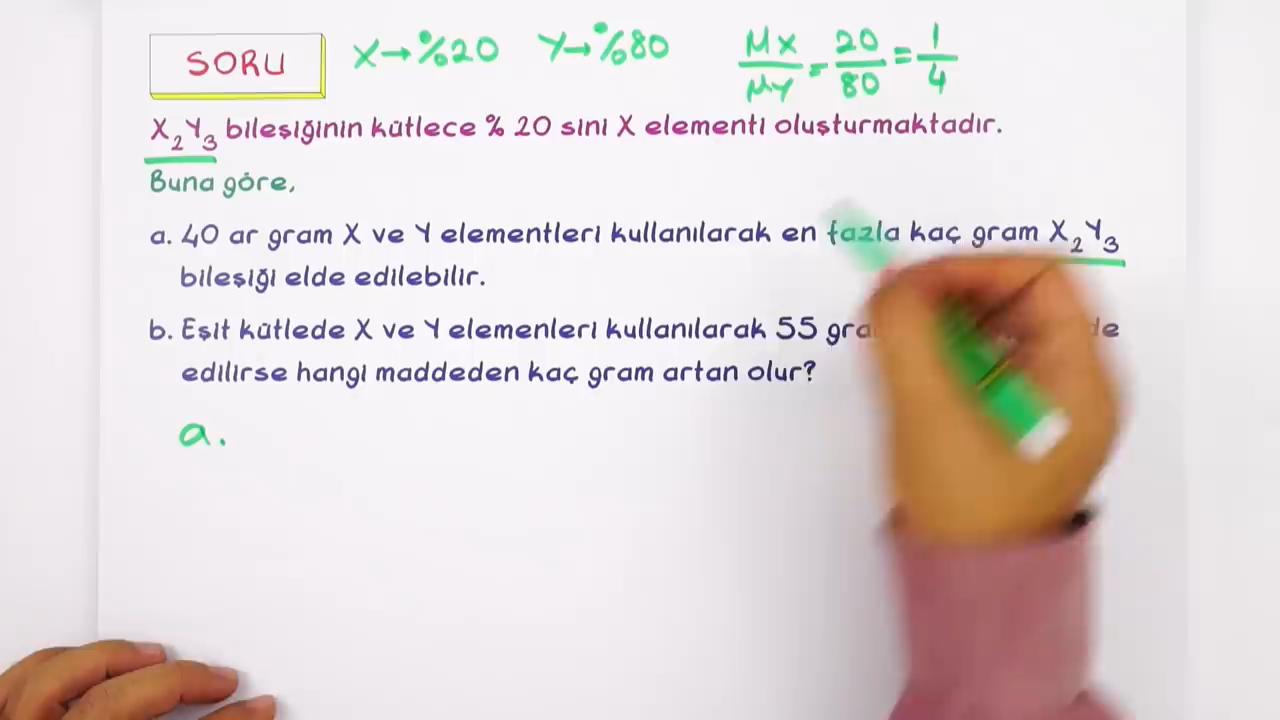 SORU
X→%20 Y→%80 Mx/My = 20/80 = 1/4
X₂Y₃ bileşiğinin kütlece % 20 sini X elementi oluşturmaktadır.
Buna göre,
a. 40 ar gram X ve Y elementleri kullanılarak en fazla kaç gram X₂Y₃
bileşiği elde edilebilir.
b. Eşit kütlede X ve Y elemenleri kullanılarak 55
edilirse hangi maddeden kaç gram artan olur?
a.